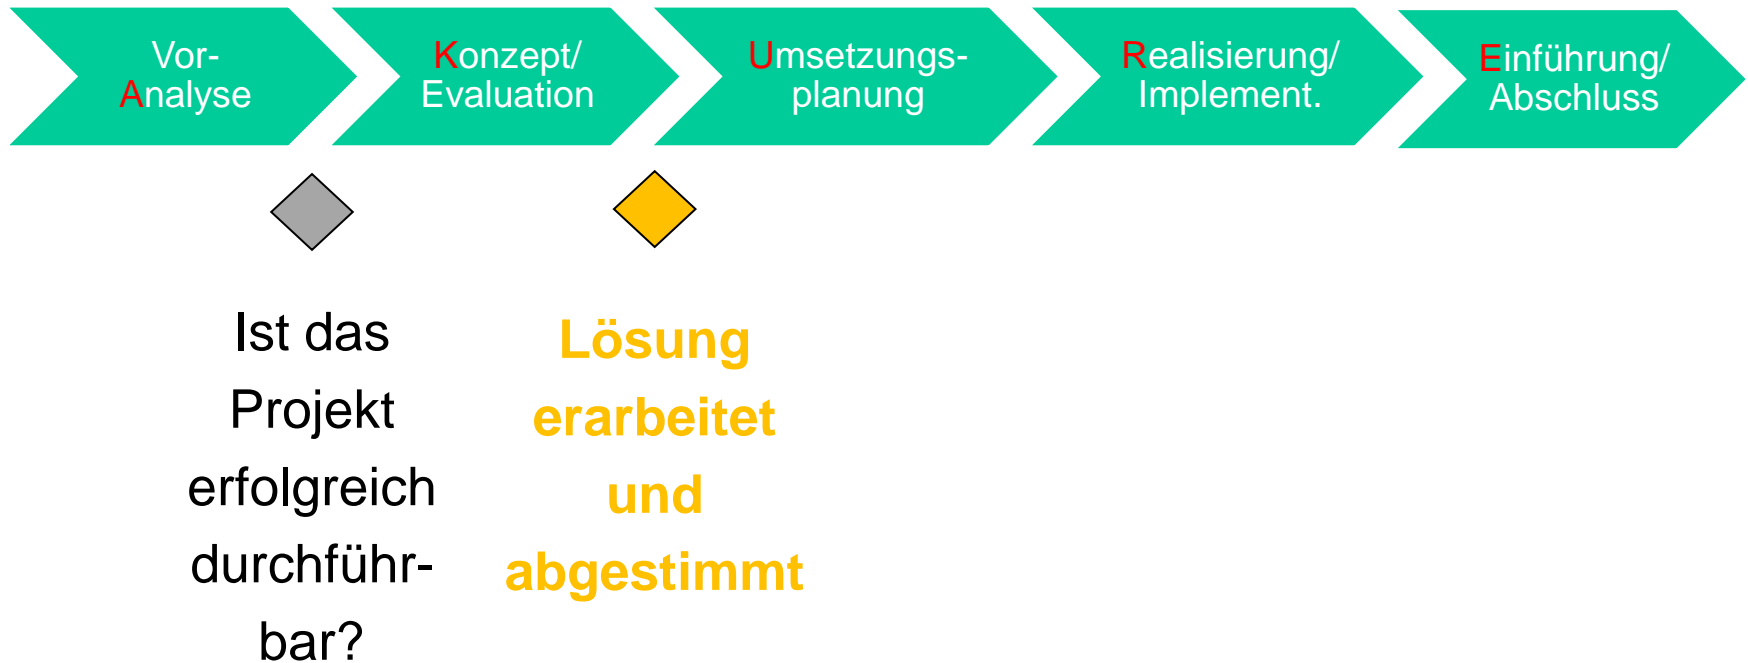 Vor-
Analyse
Konzept/
Evaluation
Umsetzungs-
planung
Realisierung/
Implement.
Einführung/
Abschluss
Ist das
Projekt
erfolgreich
durchführ-
bar?
Lösung
erarbeitet
und
abgestimmt